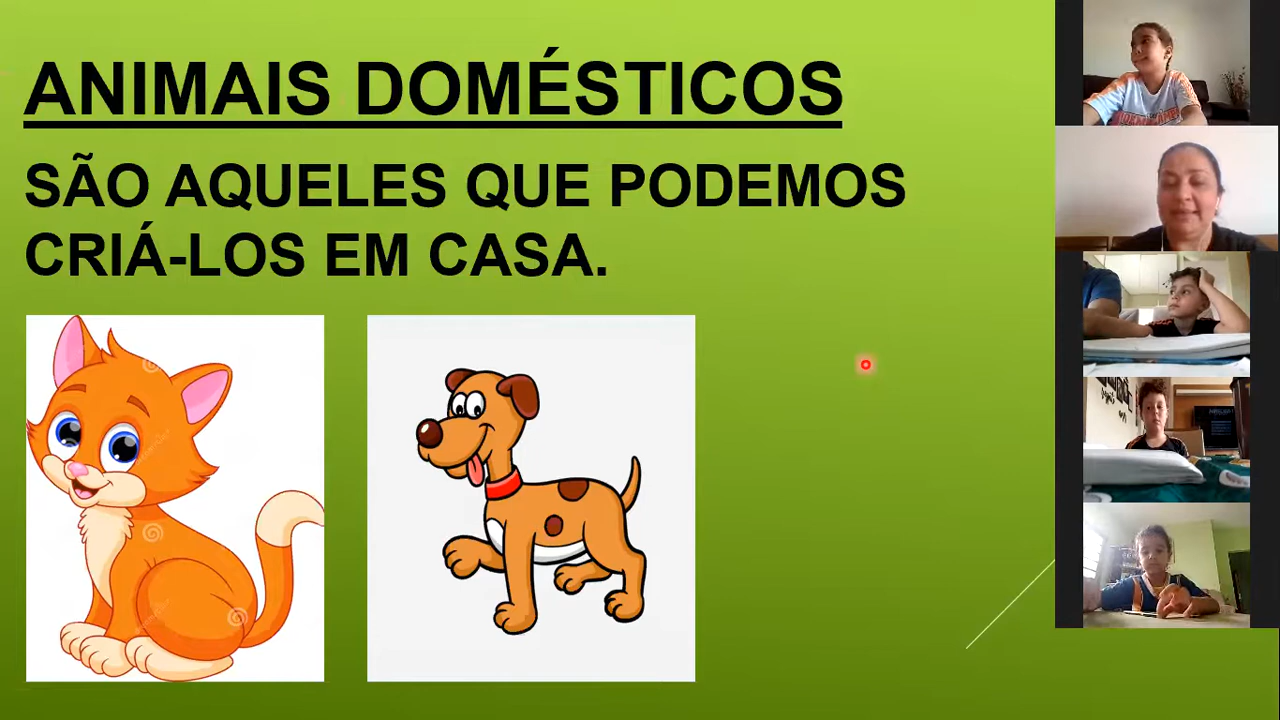 ANIMAIS DOMÉSTICOS
SÃO AQUELES QUE PODEMOS
CRIÁ-LOS EM CASA.